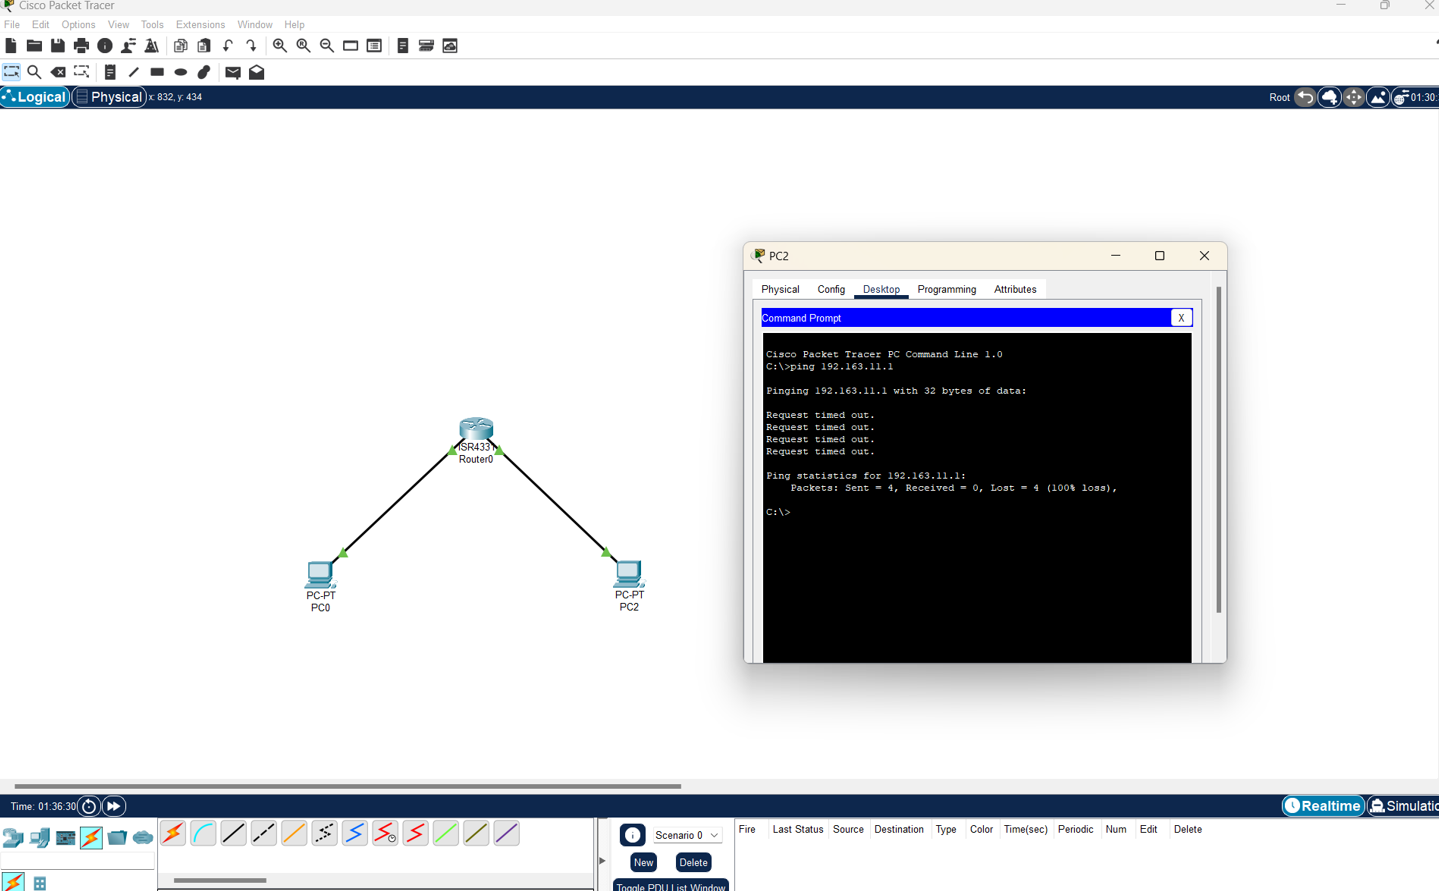 Cisco Packet Tracer
File Edit Options View Tools Extensions Window Help
Logical Physical x: 832, y: 434 Root 01:30:
PC2
Physical Config Desktop Programming Attributes
Command Prompt X
Cisco Packet Tracer PC Command Line 1.0
C:\>ping 192.163.11.1
Pinging 192.163.11.1 with 32 bytes of data:
Request timed out.
Request timed out.
Request timed out.
Request timed out.
Ping statistics for 192.163.11.1:
Packets: Sent = 4, Received = 0, Lost = 4 (100% loss),
C:\>
ISR4331
Router0
PC-PT
PC0
PC-PT
PC2
Time: 01:36:30 Realtime Simulatio
Scenario 0
New Delete
Toggle PDU List Window
Fire Last Status Source Destination Type Color Time(sec) Periodic Num Edit Delete